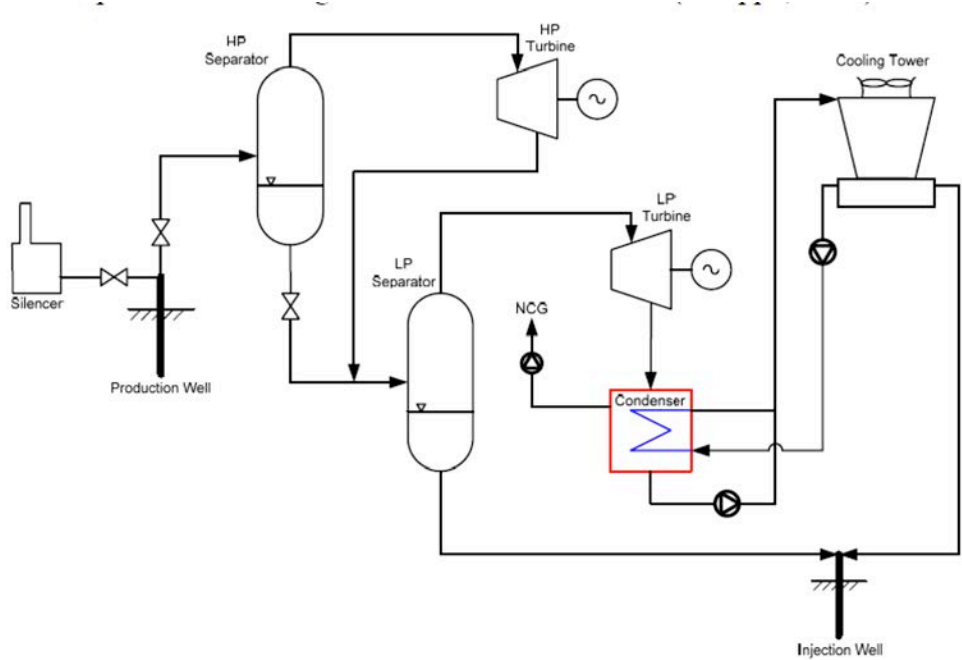 HP
Separator
HP
Turbine
Cooling Tower
LP
Turbine
LP
Separator
Silencer
NCG
Production Well
Condenser
Injection Well